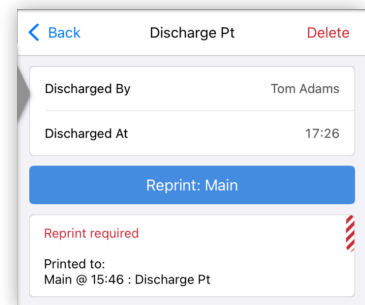 Back Discharge Pt Delete
Discharged By Tom Adams
Discharged At 17:26
Reprint: Main
Reprint required
Printed to:
Main @ 15:46 : Discharge Pt